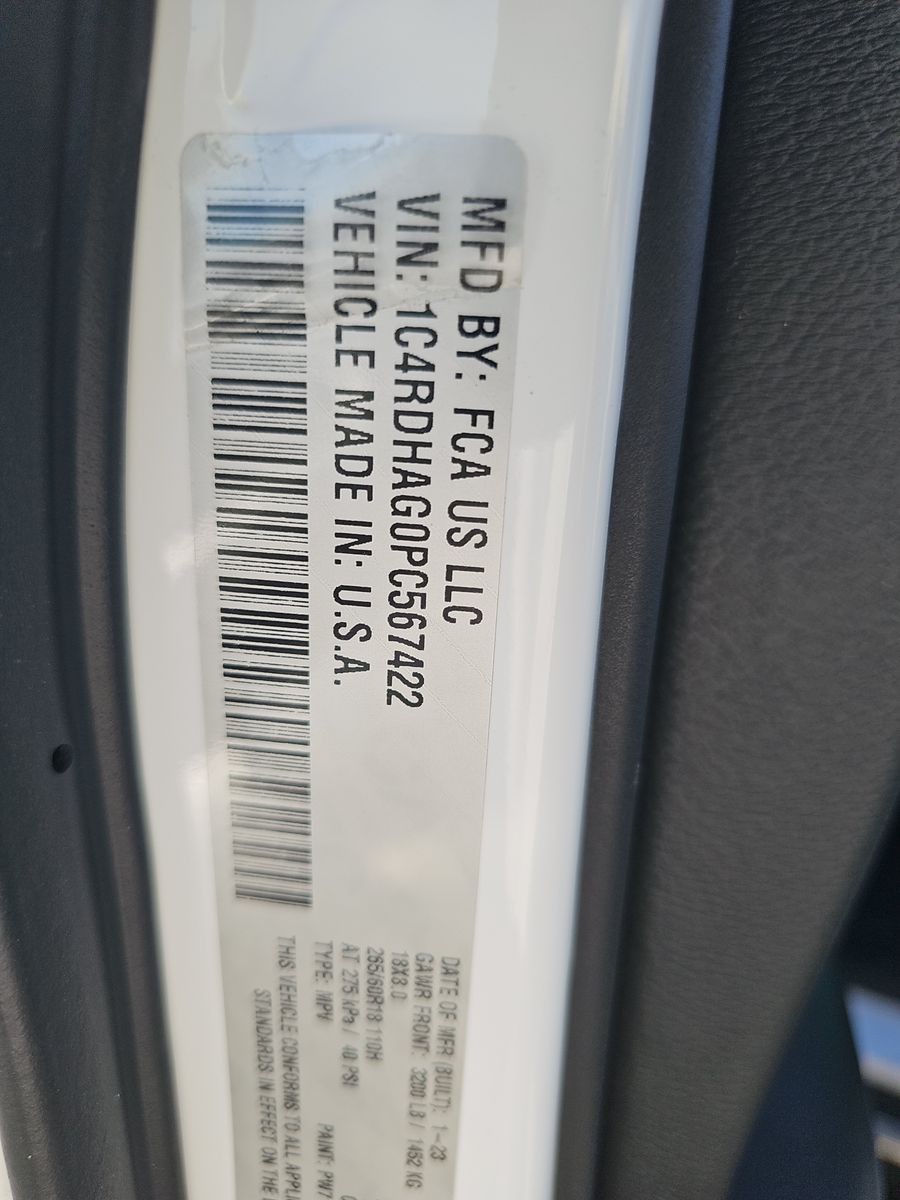 MFD BY: FCA US LLC
VIN: 1C4RDHAG0PC567422
VEHICLE MADE IN: U.S.A.
DATE OF MFR (BUILT): 1-23
GAWR FRONT: 3200 LB / 1452 KG
18X8.0
265/60R18 110H
AT 275 kPa / 40 PSI
TYPE: MPV PAINT: PW7
THIS VEHICLE CONFORMS TO ALL
STANDARDS IN EFFECT ON THE